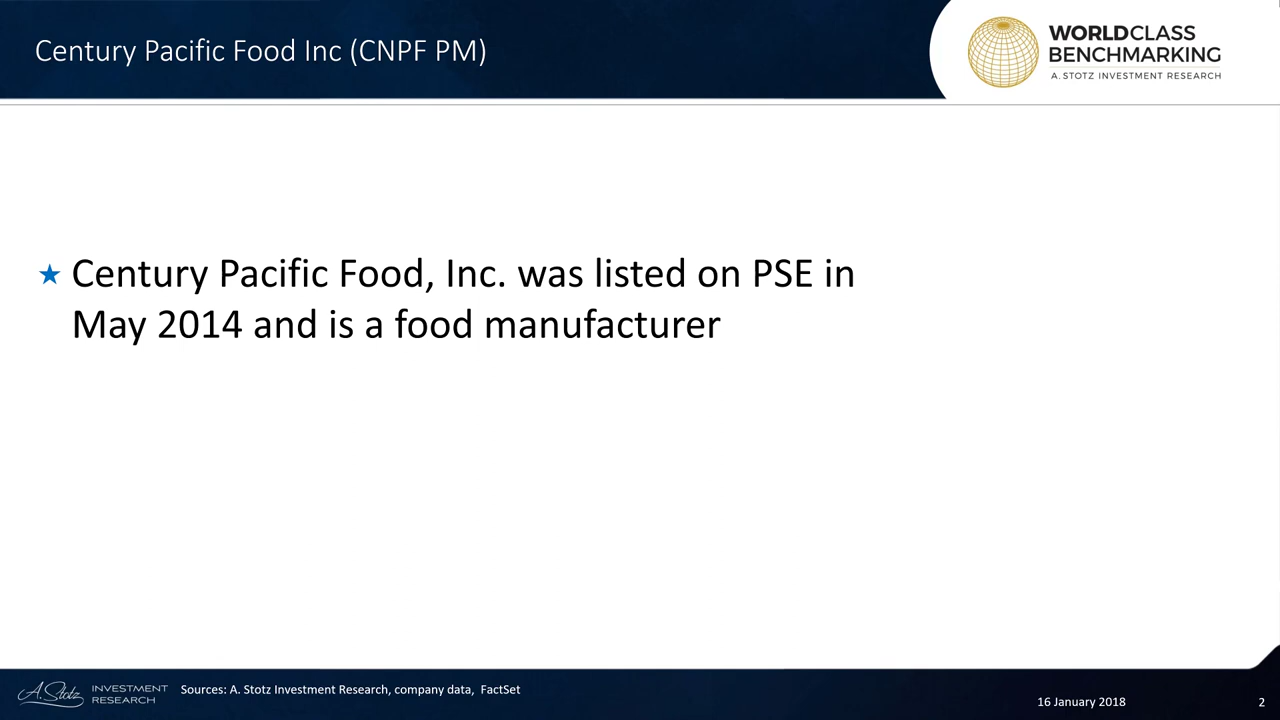 Century Pacific Food Inc (CNPF PM)
WORLDCLASS
BENCHMARKING
A. STOTZ INVESTMENT RESEARCH
★ Century Pacific Food, Inc. was listed on PSE in
May 2014 and is a food manufacturer
A. Stotz
INVESTMENT
RESEARCH
Sources: A. Stotz Investment Research, company data, FactSet
16 January 2018
2